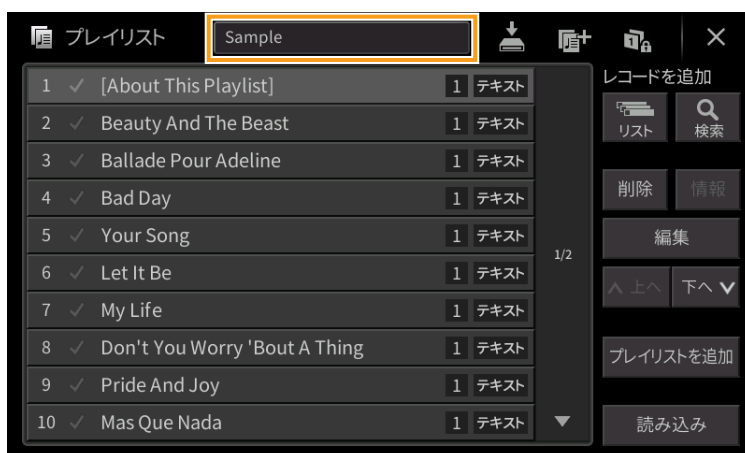 プレイリスト Sample
レコードを追加
1 [About This Playlist] 1 テキスト
2 Beauty And The Beast 1 テキスト
3 Ballade Pour Adeline 1 テキスト
4 Bad Day 1 テキスト
5 Your Song 1 テキスト
6 Let It Be 1 テキスト
7 My Life 1 テキスト
8 Don't You Worry 'Bout A Thing 1 テキスト
9 Pride And Joy 1 テキスト
10 Mas Que Nada 1 テキスト
1/2
リスト 検索
削除 情報
編集
上へ 下へ
プレイリストを追加
読み込み